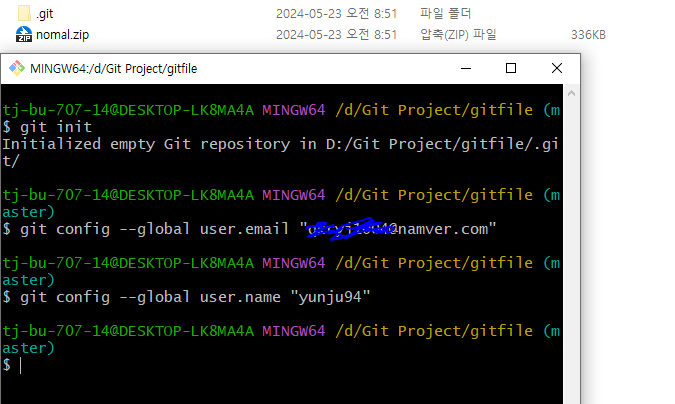 .git 2024-05-23 오전 8:51 파일 폴더
ZIP nomal.zip 2024-05-23 오전 8:51 압축(ZIP) 파일 336KB
MINGW64:/d/Git Project/gitfile
tj-bu-707-14@DESKTOP-LK8MA4A MINGW64 /d/Git Project/gitfile (m
$ git init
Initialized empty Git repository in D:/Git Project/gitfile/.gi
t/
tj-bu-707-14@DESKTOP-LK8MA4A MINGW64 /d/Git Project/gitfile (m
aster)
$ git config --global user.email "namver.com"
tj-bu-707-14@DESKTOP-LK8MA4A MINGW64 /d/Git Project/gitfile (m
aster)
$ git config --global user.name "yunju94"
tj-bu-707-14@DESKTOP-LK8MA4A MINGW64 /d/Git Project/gitfile (m
aster)
$